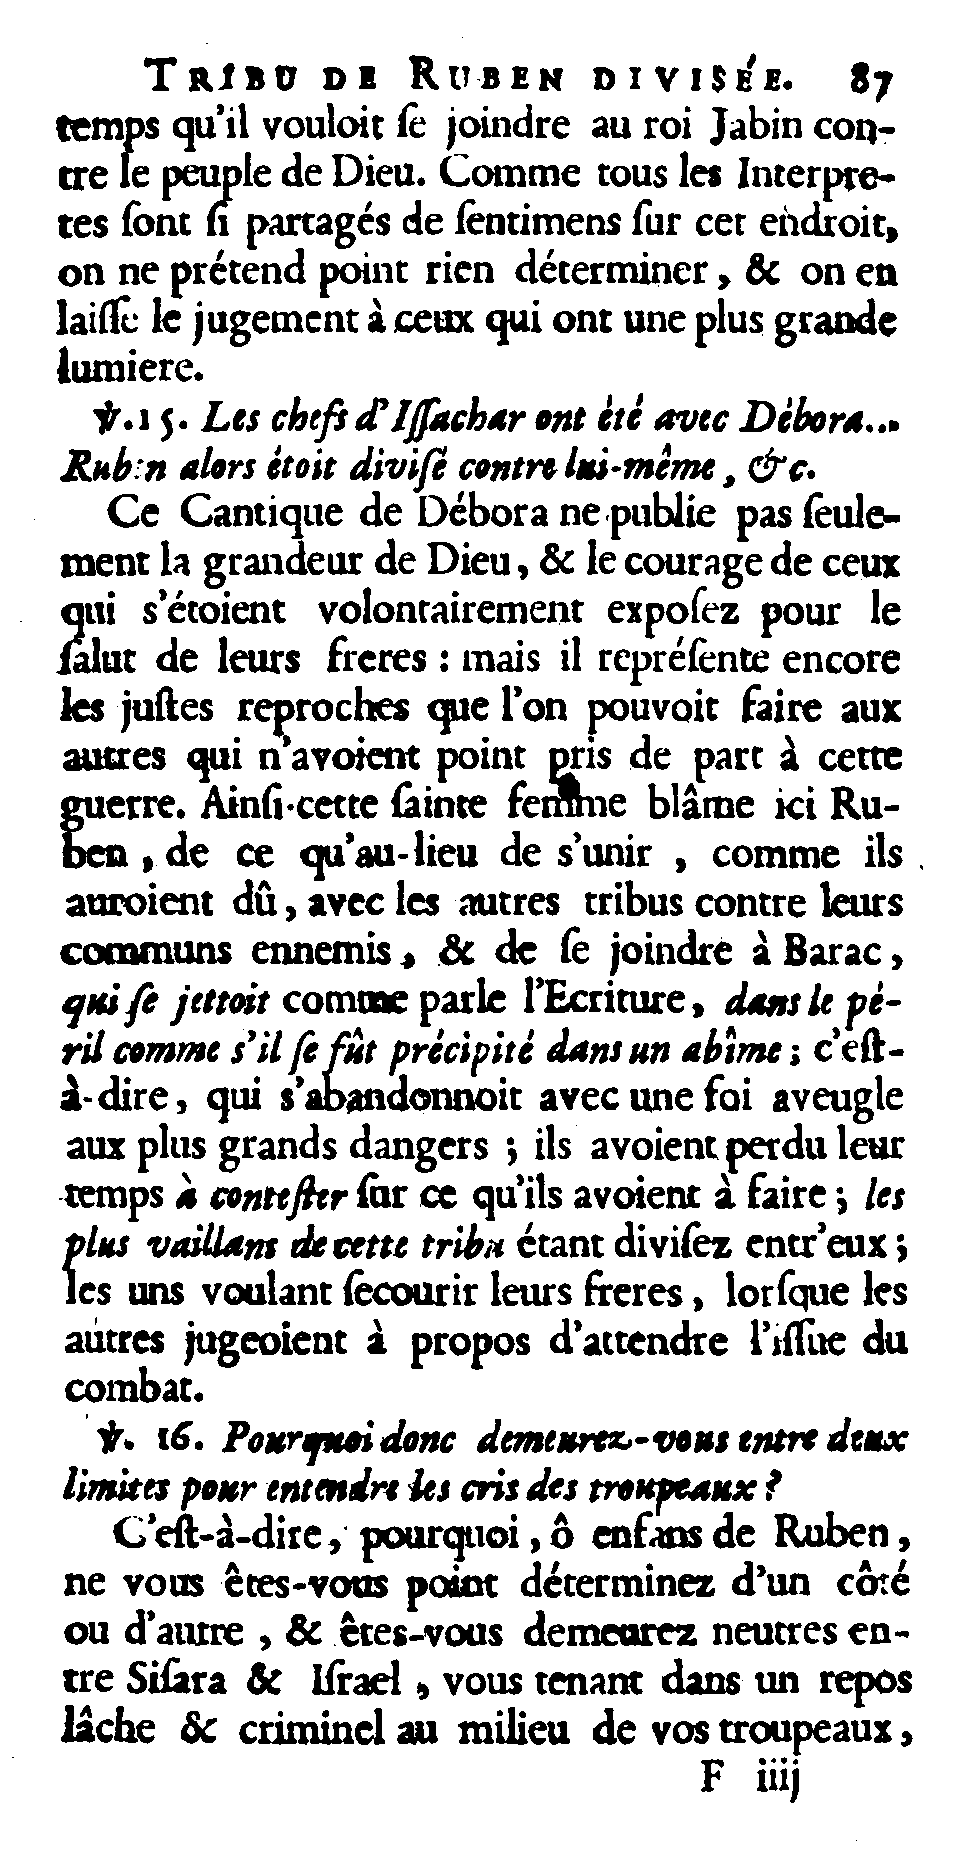 TRIBU DE RUBEN DIVISÉE. 87
temps qu'il vouloit ſe joindre au roi Jabin con-
tre le peuple de Dieu. Comme tous les Interpre-
tes ſont ſi partagés de ſentimens ſur cet endroit,
on ne prétend point rien déterminer, & on en
laiſſe le jugement à ceux qui ont une plus grande
lumiere.
℣. 15. Les chefs d'Iſſachar ont été avec Débora...
Ruben alors étoit diviſé contre lui-même, &c.
Ce Cantique de Débora ne publie pas ſeule-
ment la grandeur de Dieu, & le courage de ceux
qui s'étoient volontairement expoſez pour le
ſalut de leurs freres : mais il repréſente encore
les juſtes reproches que l'on pouvoit faire aux
autres qui n'avoient point pris de part à cette
guerre. Ainſi cette ſainte femme blâme ici Ru-
ben, de ce qu'au-lieu de s'unir, comme ils
auroient dû, avec les autres tribus contre leurs
communs ennemis, & de ſe joindre à Barac,
qui ſe jettoit comme parle l'Ecriture, dans le pé-
ril comme s'il ſe fût précipité dans un abîme ; c'eſt-
à-dire, qui s'abandonnoit avec une foi aveugle
aux plus grands dangers ; ils avoient perdu leur
temps à conteſter ſur ce qu'ils avoient à faire ; les
plus vaillans de cette tribu étant diviſez entr'eux ;
les uns voulant ſecourir leurs freres, lorſque les
autres jugeoient à propos d'attendre l'iſſue du
combat.
℣. 16. Pourquoi donc demeurez-vous entre deux
limites pour entendre les cris des troupeaux ?
C'eſt-à-dire, pourquoi, ô enfans de Ruben,
ne vous êtes-vous point déterminez d'un côté
ou d'autre, & êtes-vous demeurez neutres en-
tre Siſara & Iſrael, vous tenant dans un repos
lâche & criminel au milieu de vos troupeaux,
F iiij